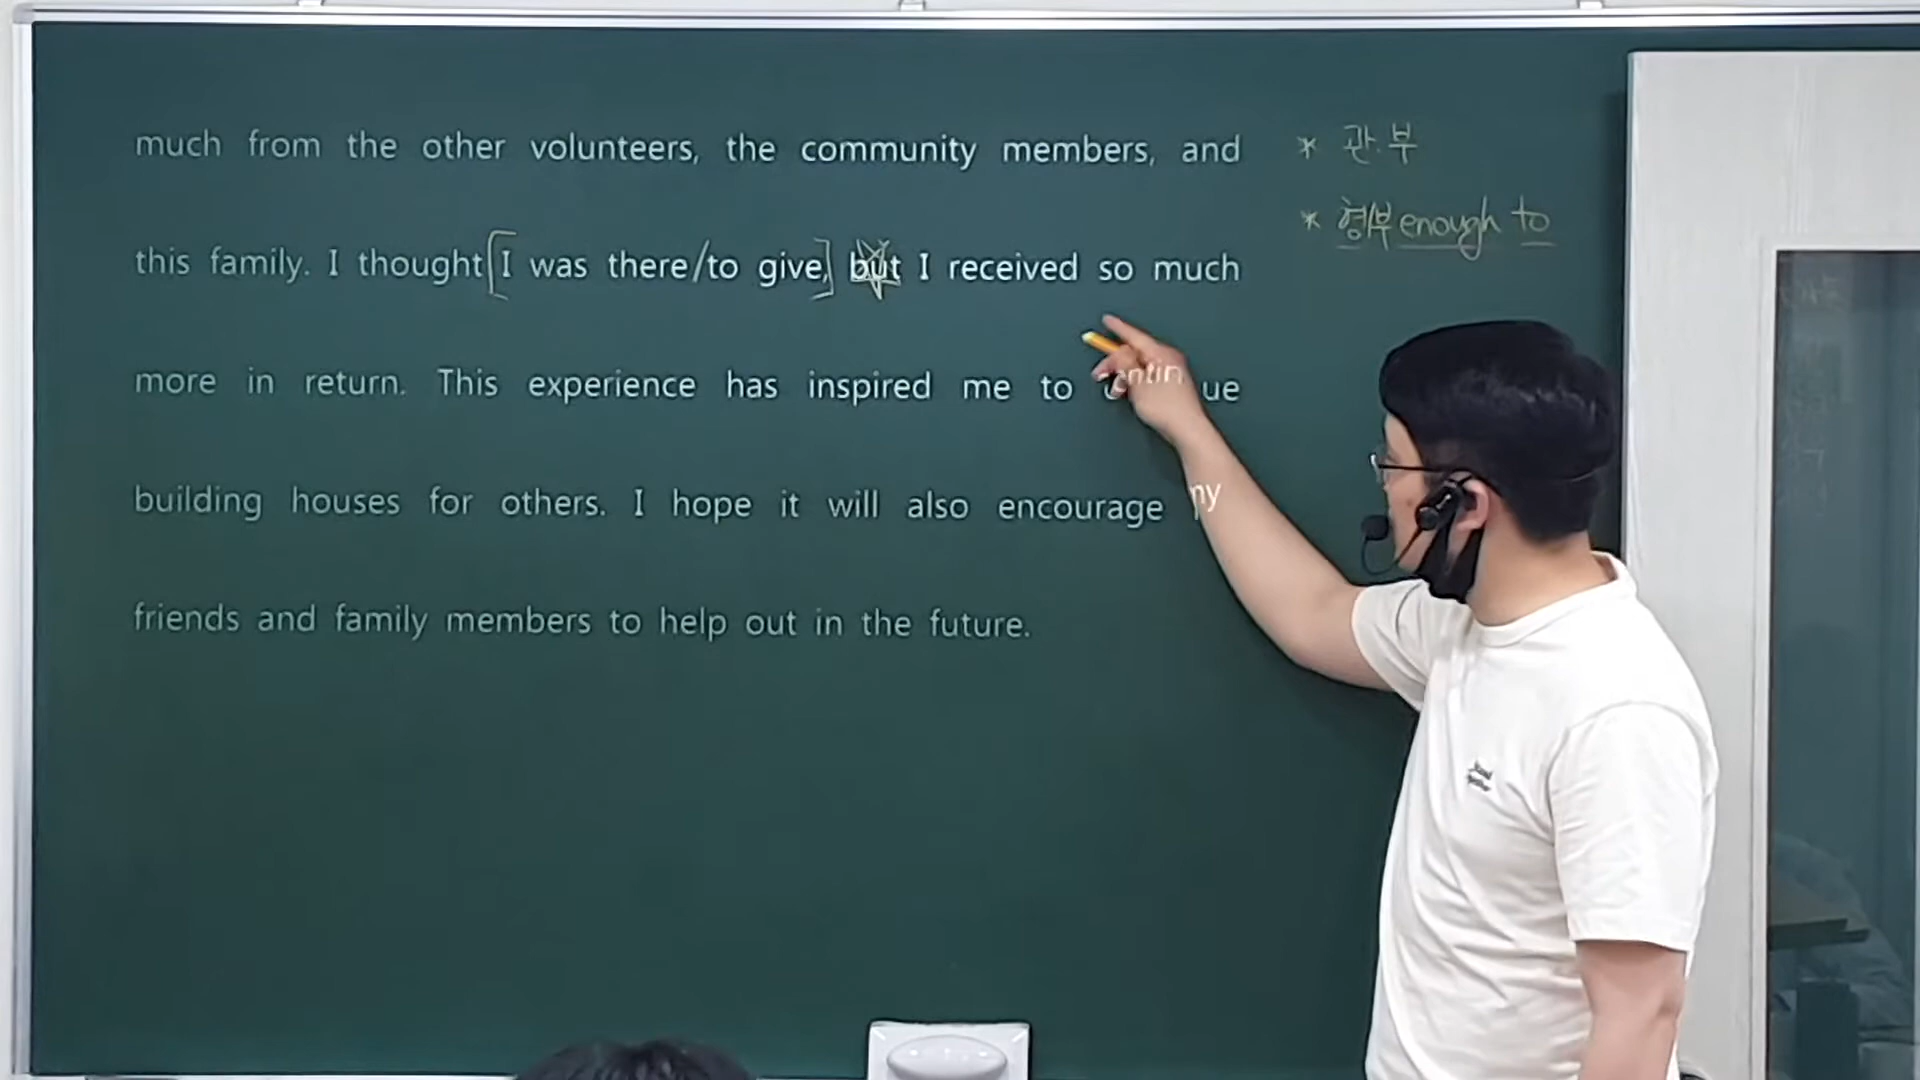 much from the other volunteers, the community members, and
this family. I thought [I was there/to give,] but I received so much
more in return. This experience has inspired me to continue
building houses for others. I hope it will also encourage my
friends and family members to help out in the future.
* 관.부
* 형부 enough to